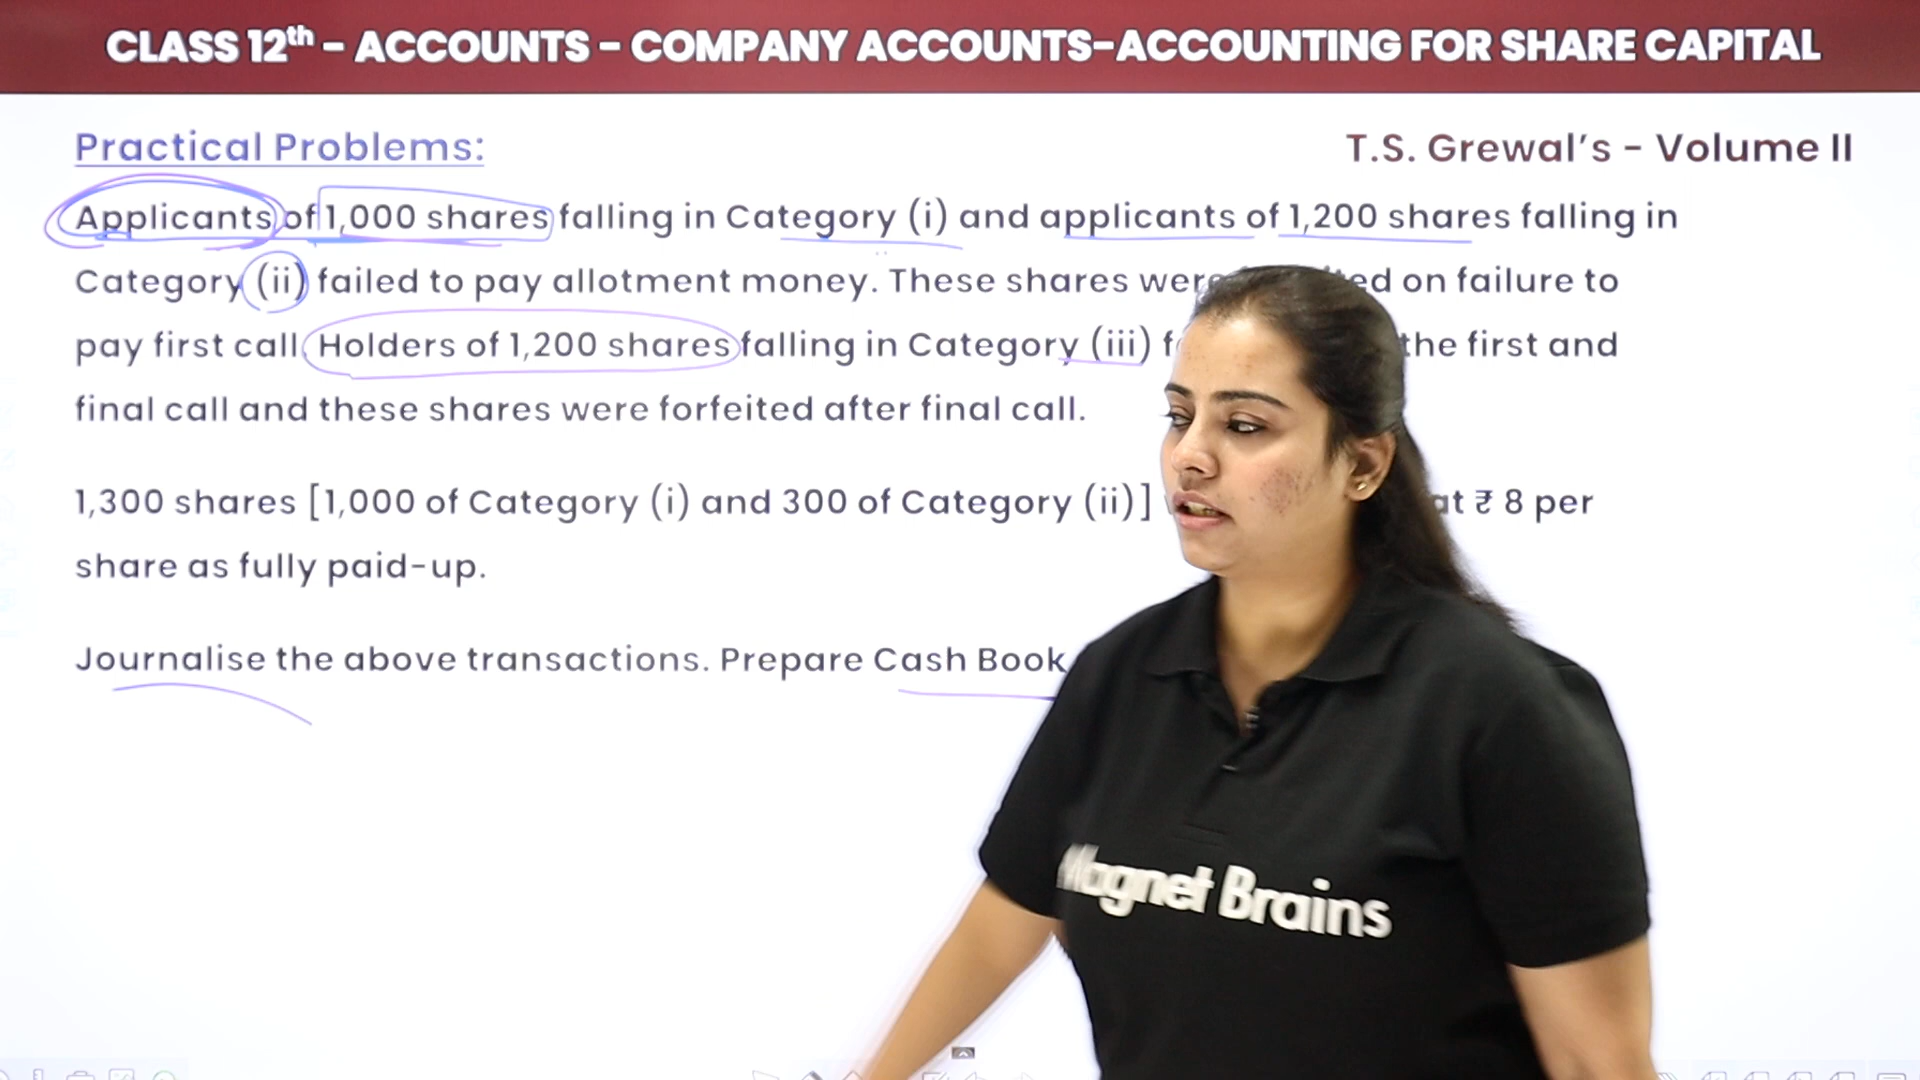 CLASS 12th - ACCOUNTS - COMPANY ACCOUNTS-ACCOUNTING FOR SHARE CAPITAL
Practical Problems:
T.S. Grewal's - Volume II
Applicants of 1,000 shares falling in Category (i) and applicants of 1,200 shares falling in
Category (ii) failed to pay allotment money. These shares were ed on failure to
pay first call. Holders of 1,200 shares falling in Category (iii) the first and
final call and these shares were forfeited after final call.
1,300 shares [1,000 of Category (i) and 300 of Category (ii)] at ₹ 8 per
share as fully paid-up.
Journalise the above transactions. Prepare Cash Book
Magnet Brains